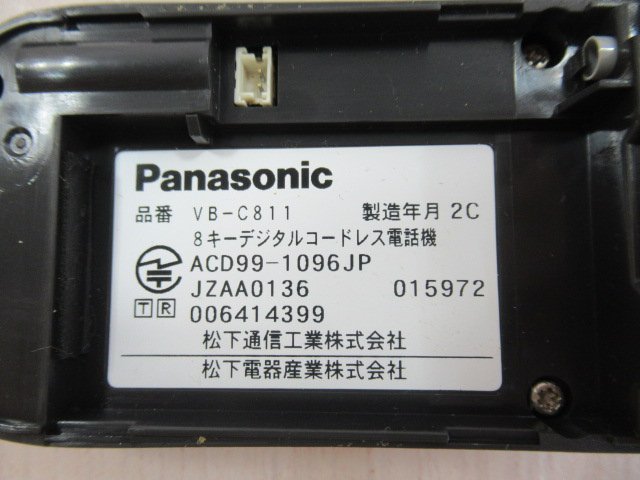 Panasonic
品番 VB-C811 製造年月 2C
8キーデジタルコードレス電話機
ACD99-1096JP
JZAA0136 015972
T R 006414399
松下通信工業株式会社
松下電器産業株式会社